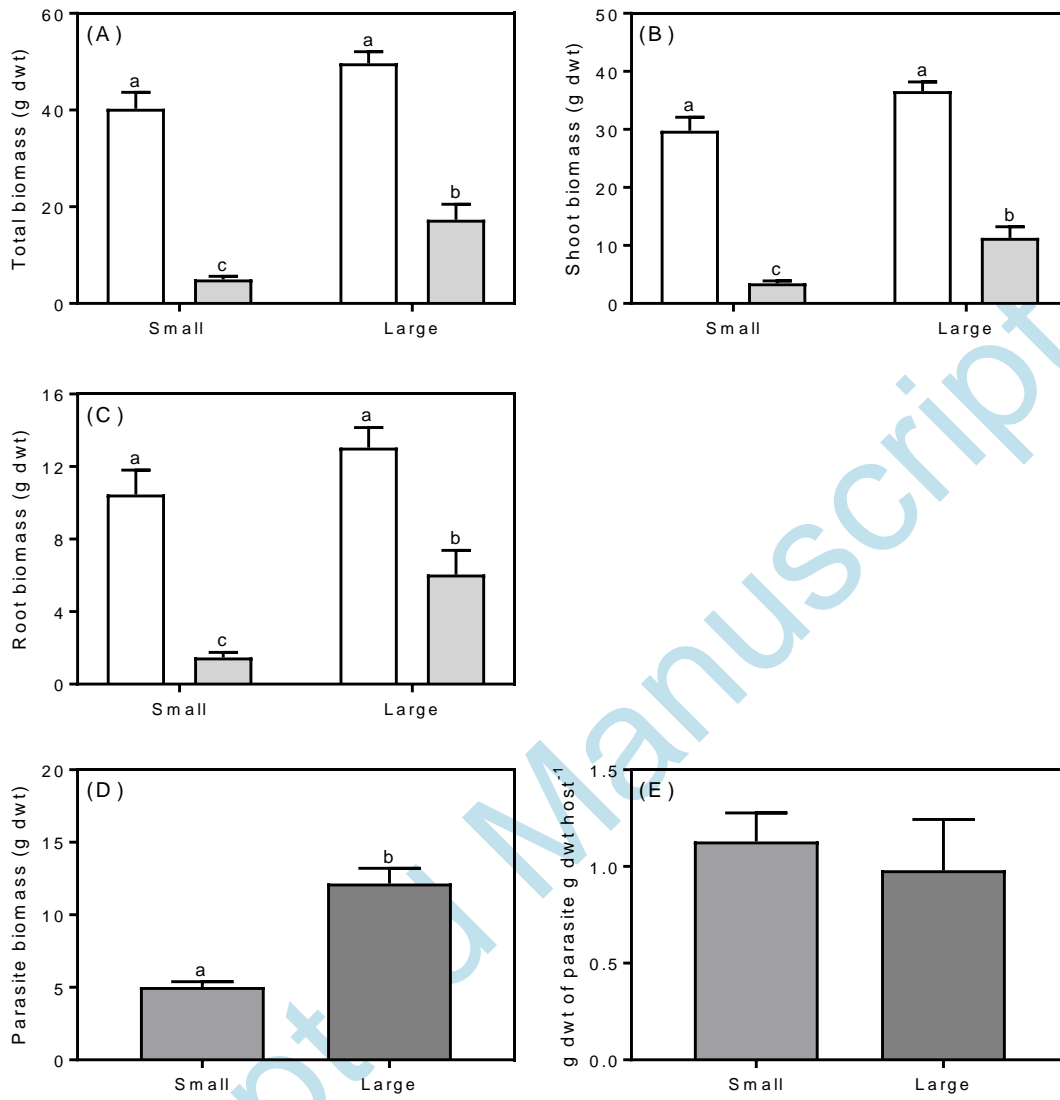 (A)
Total biomass (g dwt)
60
40
20
0
a
c
a
b
Small
Large
(B)
Shoot biomass (g dwt)
50
40
30
20
10
0
a
c
a
b
Small
Large
(C)
Root biomass (g dwt)
16
12
8
4
0
a
c
a
b
Small
Large
(D)
Parasite biomass (g dwt)
20
15
10
5
0
a
b
Small
Large
(E)
g dwt of parasite g dwt host⁻¹
1.5
1.0
0.5
0.0
Small
Large
pt d Manuscript